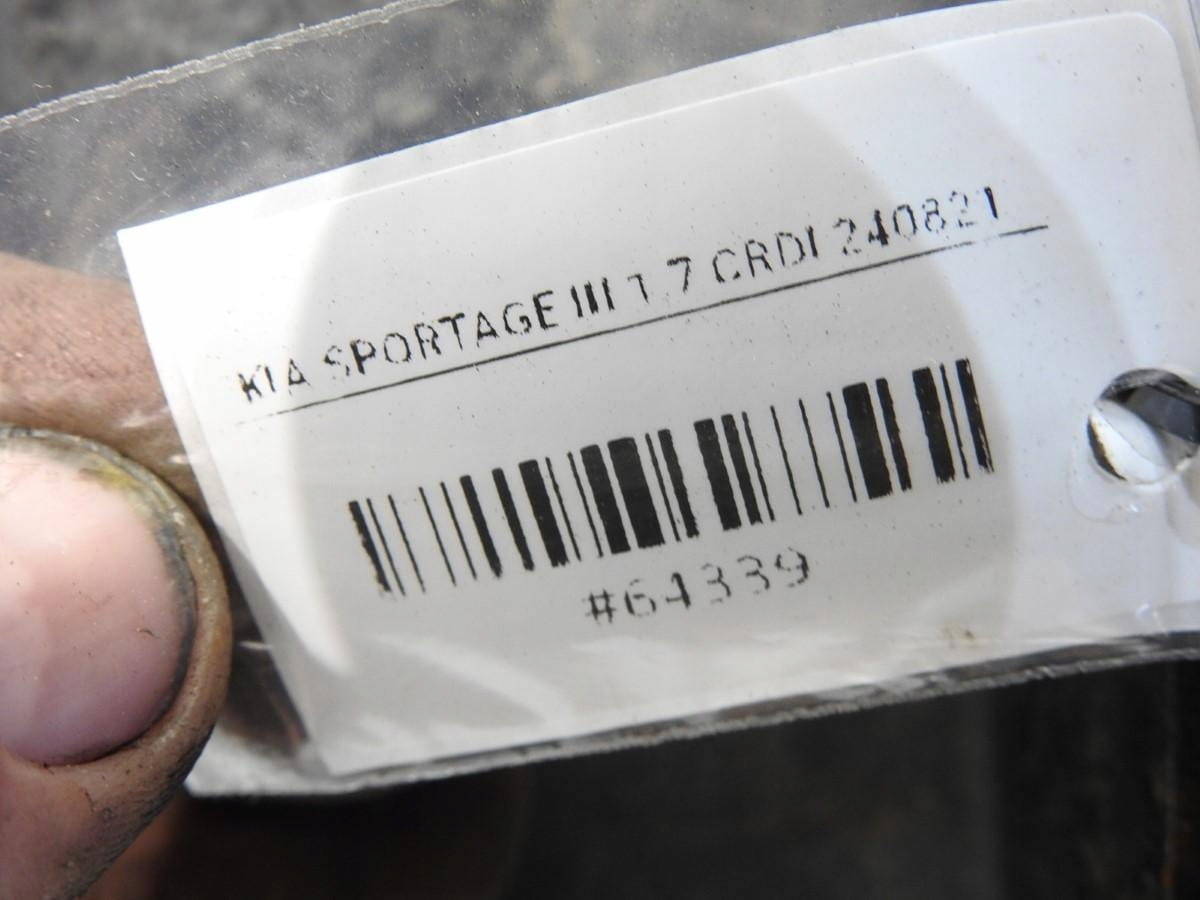 KIA SPORTAGE III 1.7 CRDI 240821
#64339